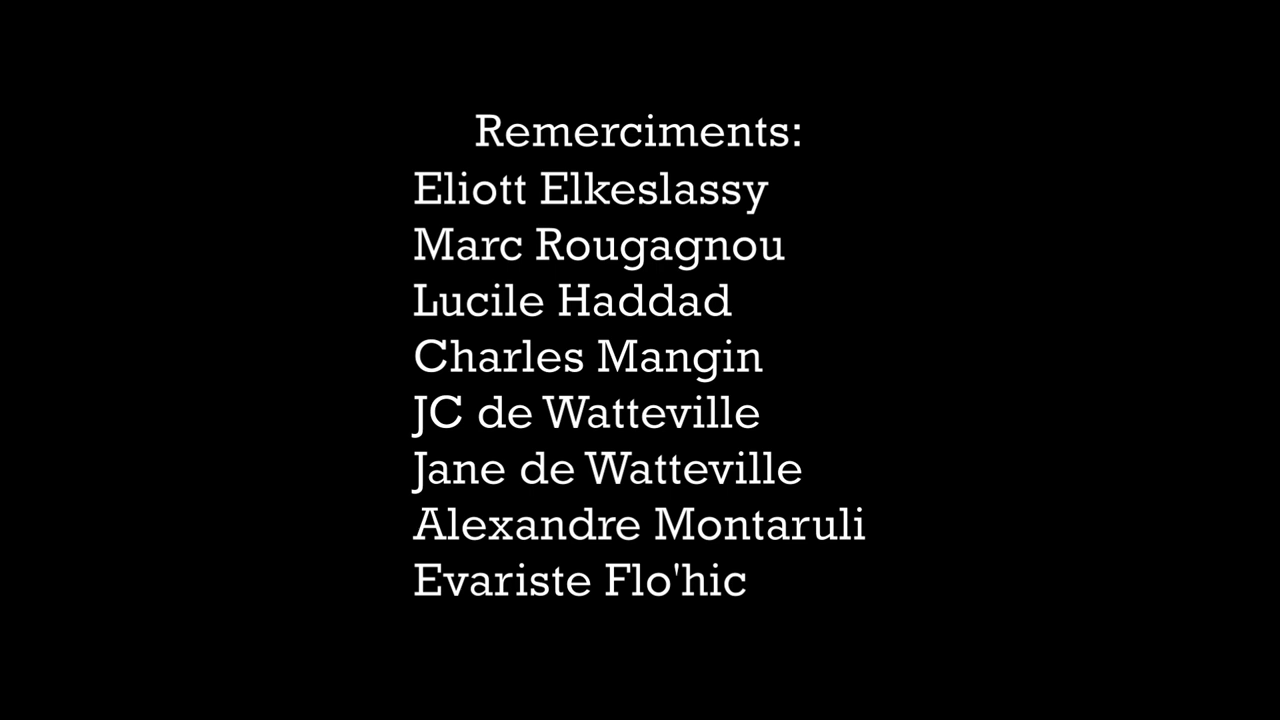 Remerciments:
Eliott Elkeslassy
Marc Rougagnou
Lucile Haddad
Charles Mangin
JC de Watteville
Jane de Watteville
Alexandre Montaruli
Evariste Flo'hic